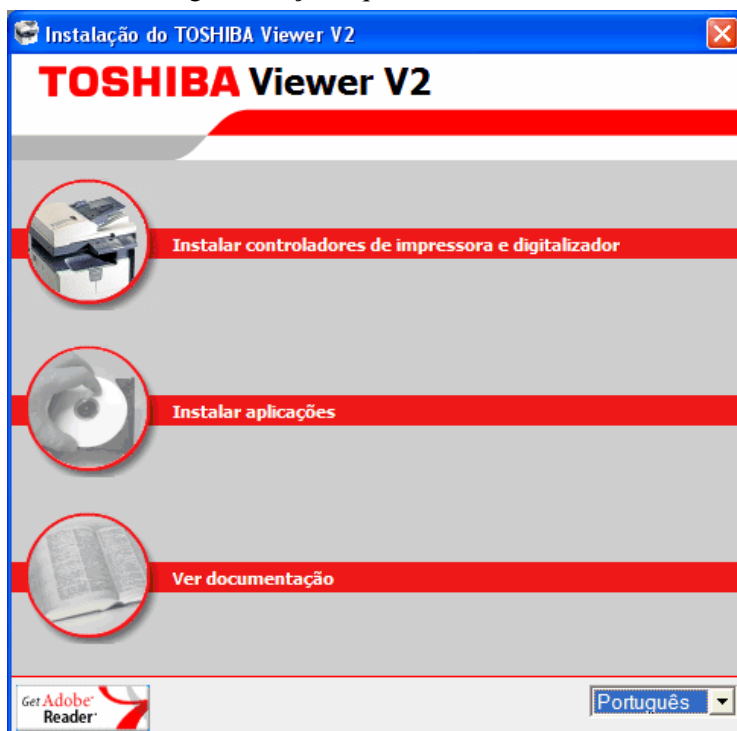 Instalação do TOSHIBA Viewer V2
TOSHIBA Viewer V2
Instalar controladores de impressora e digitalizador
Instalar aplicações
Ver documentação
Get Adobe®
Reader®
Português